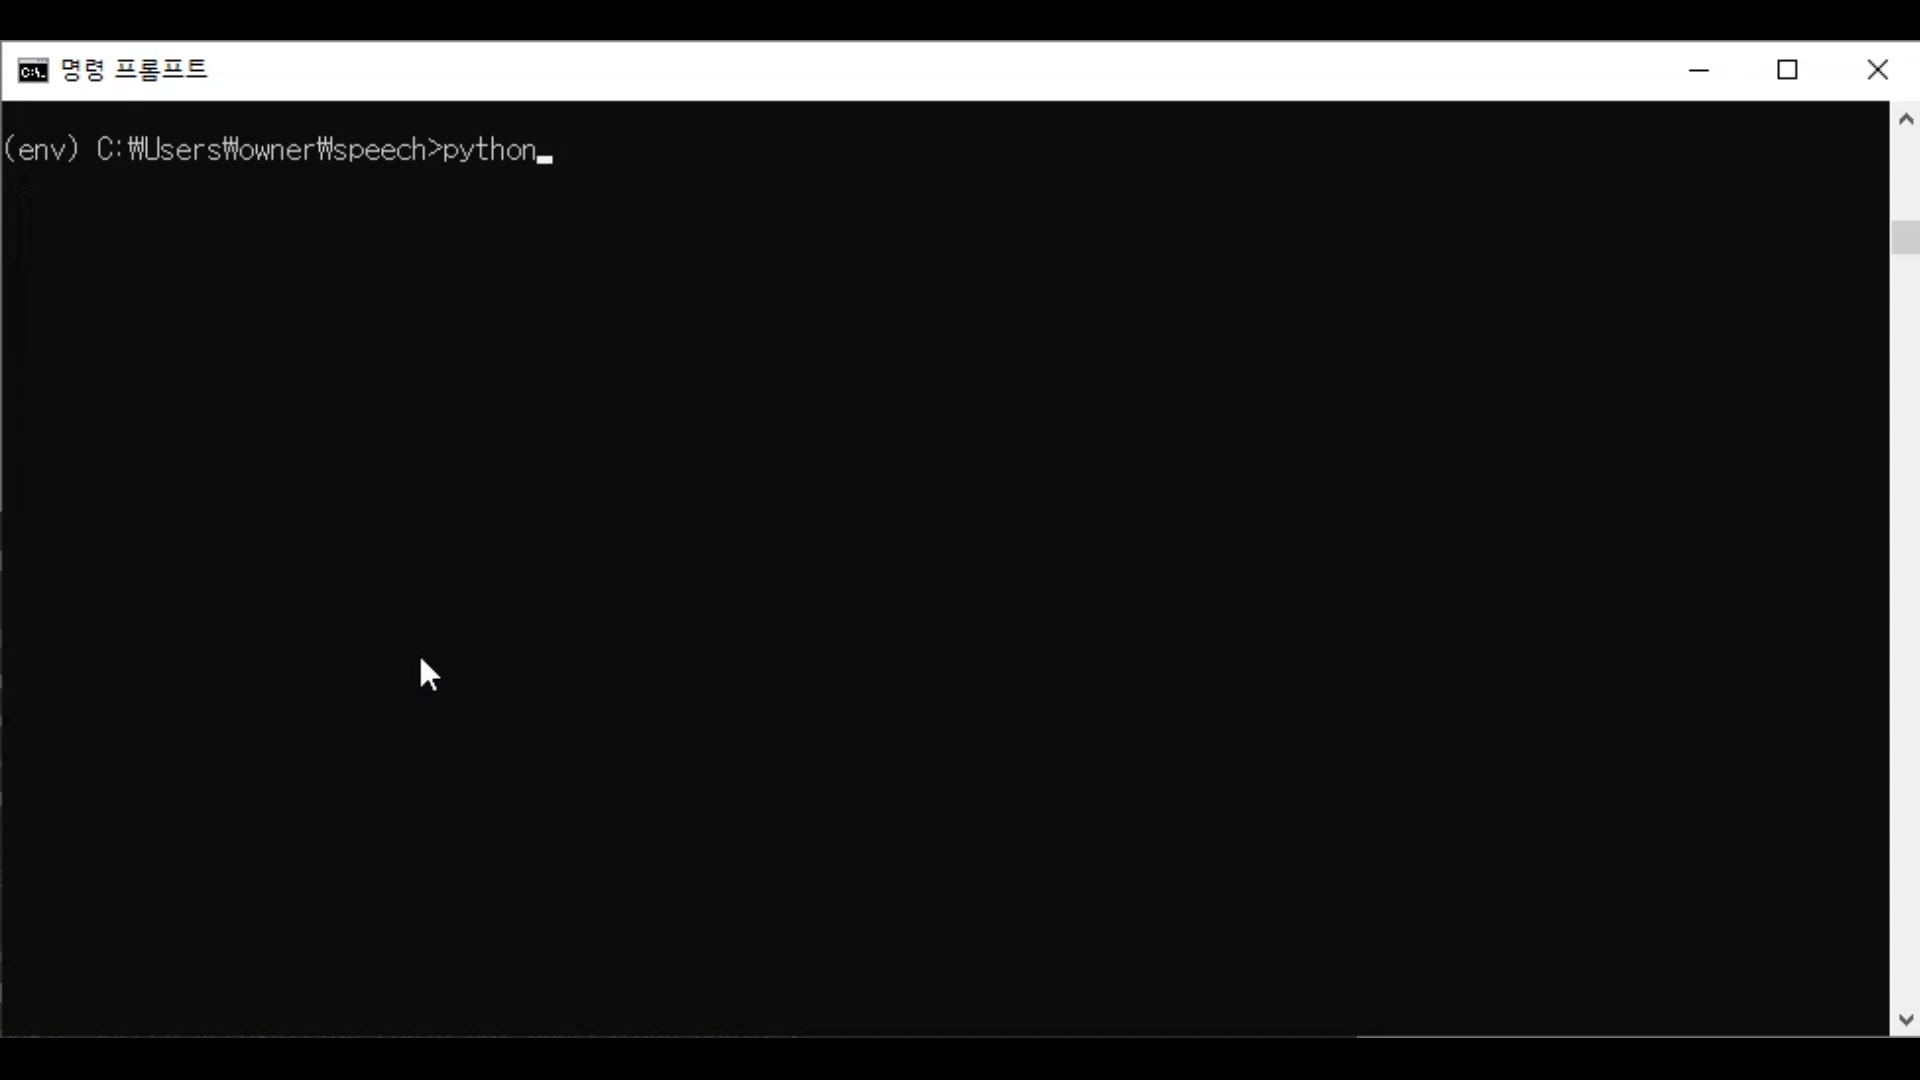 명령 프롬프트
(env) C:₩Users₩owner₩speech>python